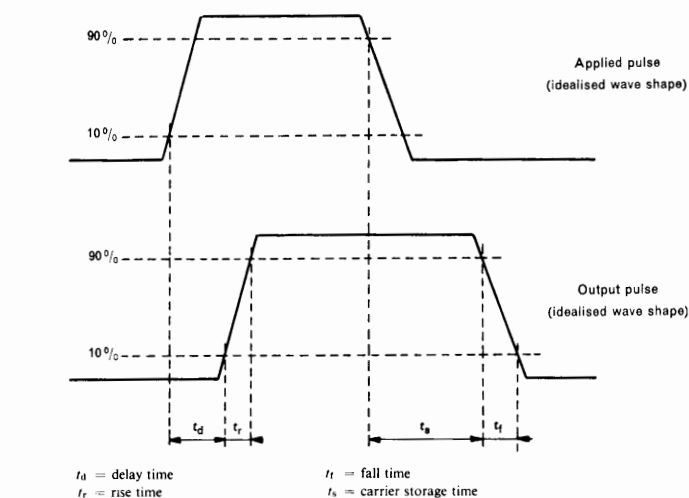 90%
Applied pulse
(idealised wave shape)
10%
90%
Output pulse
(idealised wave shape)
10%
td tr ts tf
td = delay time
tr = rise time
tf = fall time
ts = carrier storage time